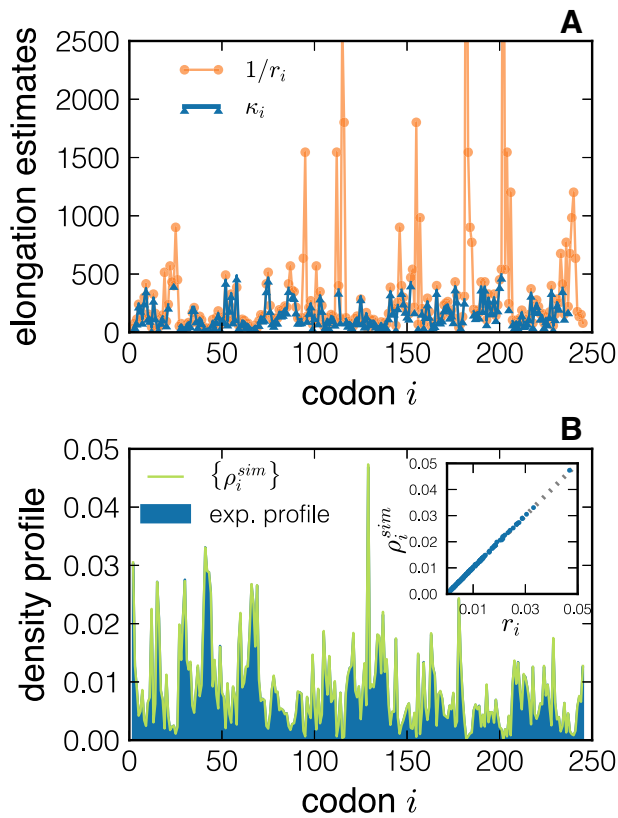 A
2500
2000
1500
1000
500
0
elongation estimates
1/r_i
κ_i
0 50 100 150 200 250
codon i
B
0.05
0.04
0.03
0.02
0.01
0.00
density profile
{ρ_i^{sim}}
exp. profile
0.05
0.04
0.03
0.02
0.01
0.00
ρ_i^{sim}
0.01 0.03 0.05
r_i
0 50 100 150 200 250
codon i